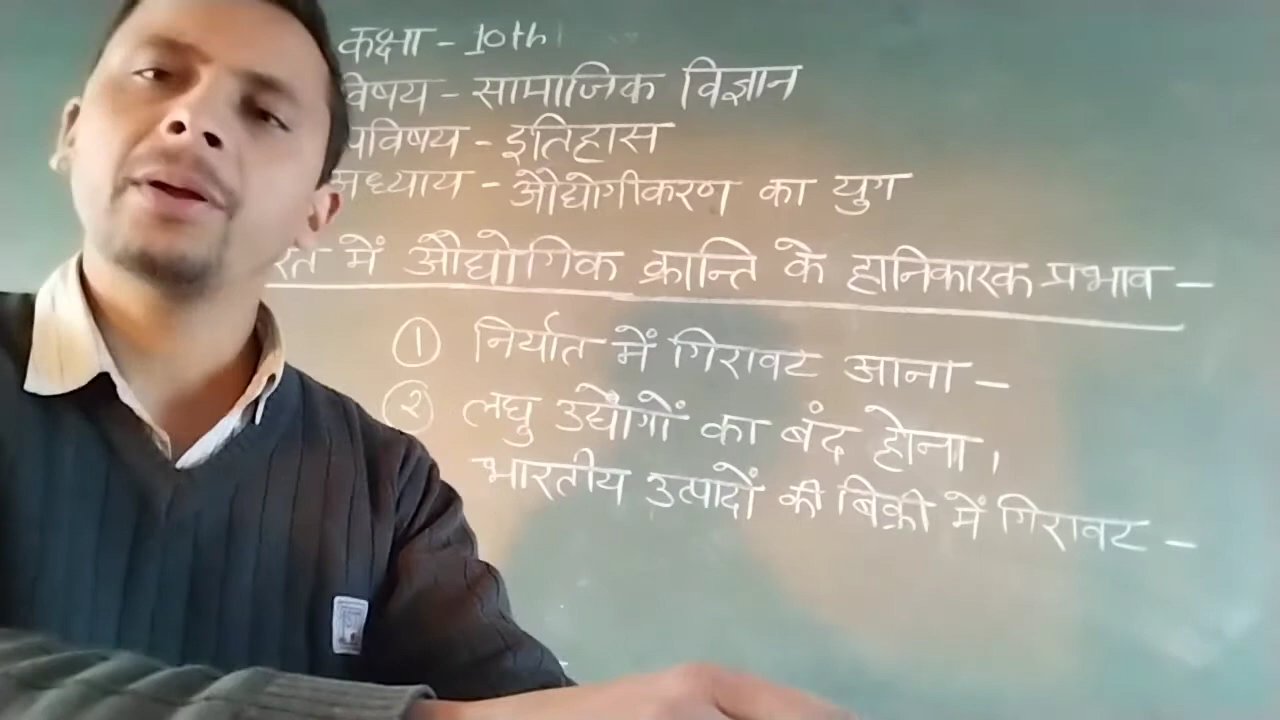 कक्षा - 10th
विषय - सामाजिक विज्ञान
पविषय - इतिहास
अध्याय - औद्योगीकरण का युग
रत में औद्योगिक क्रान्ति के हानिकारक प्रभाव -
① निर्यात में गिरावट आना -
② लघु उद्योगों का बंद होना,
भारतीय उत्पादों की बिक्री में गिरावट -